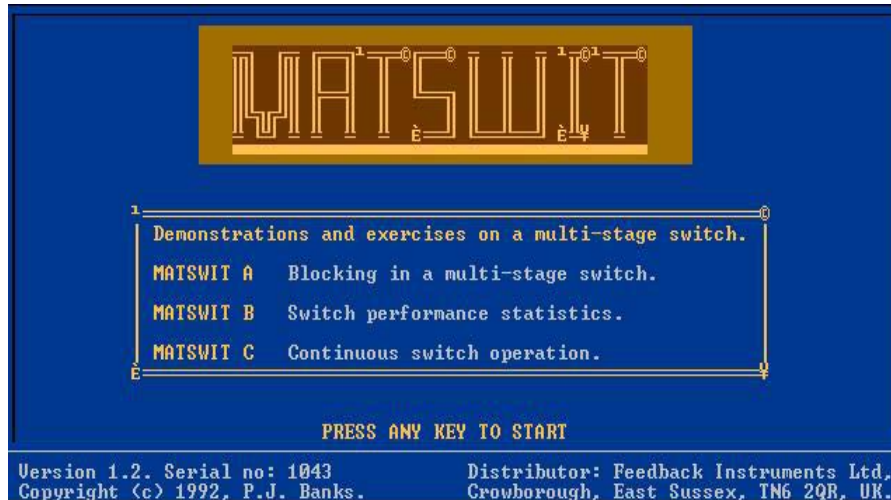 MATSWIT
Demonstrations and exercises on a multi-stage switch.
MATSWIT A Blocking in a multi-stage switch.
MATSWIT B Switch performance statistics.
MATSWIT C Continuous switch operation.
PRESS ANY KEY TO START
Version 1.2. Serial no: 1043 Distributor: Feedback Instruments Ltd.
Copyright (c) 1992, P.J. Banks. Crowborough, East Sussex, TN6 2QR, UK.